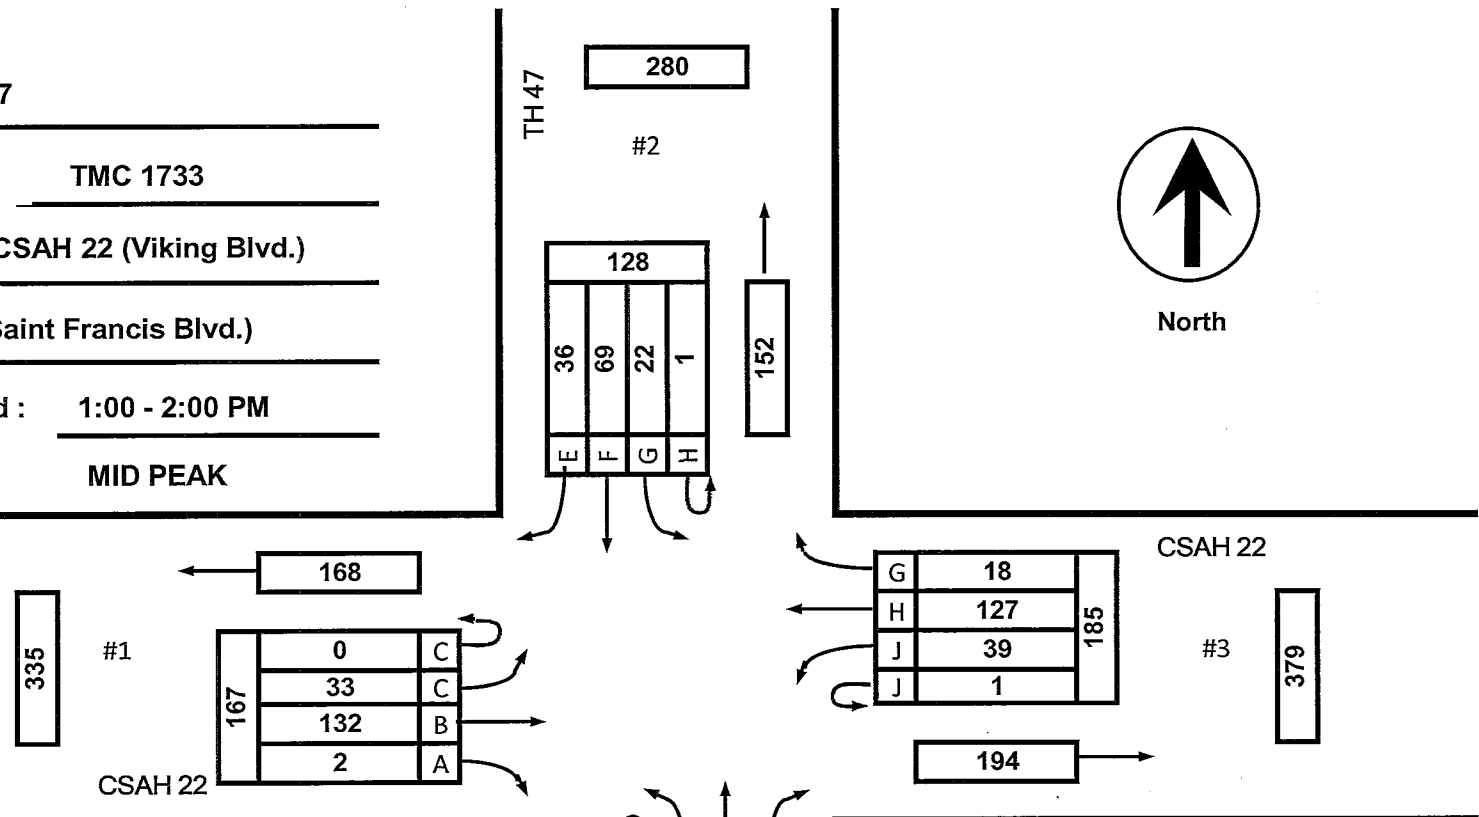 7
TMC 1733
CSAH 22 (Viking Blvd.)
Saint Francis Blvd.)
d : 1:00 - 2:00 PM
MID PEAK
280
TH 47
#2
128
36 69 22 1
E F G H
152
North
168
335
#1
167
0 C
33 C
132 B
2 A
CSAH 22
CSAH 22
G 18
H 127
J 39
J 1
185
#3
379
194